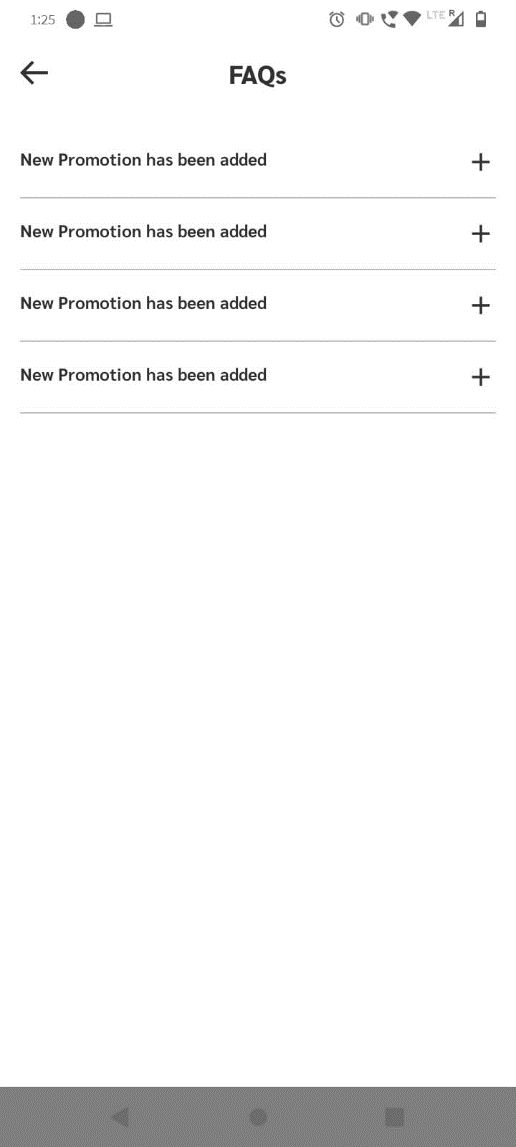 1:25
LTE R
FAQs
New Promotion has been added
New Promotion has been added
New Promotion has been added
New Promotion has been added